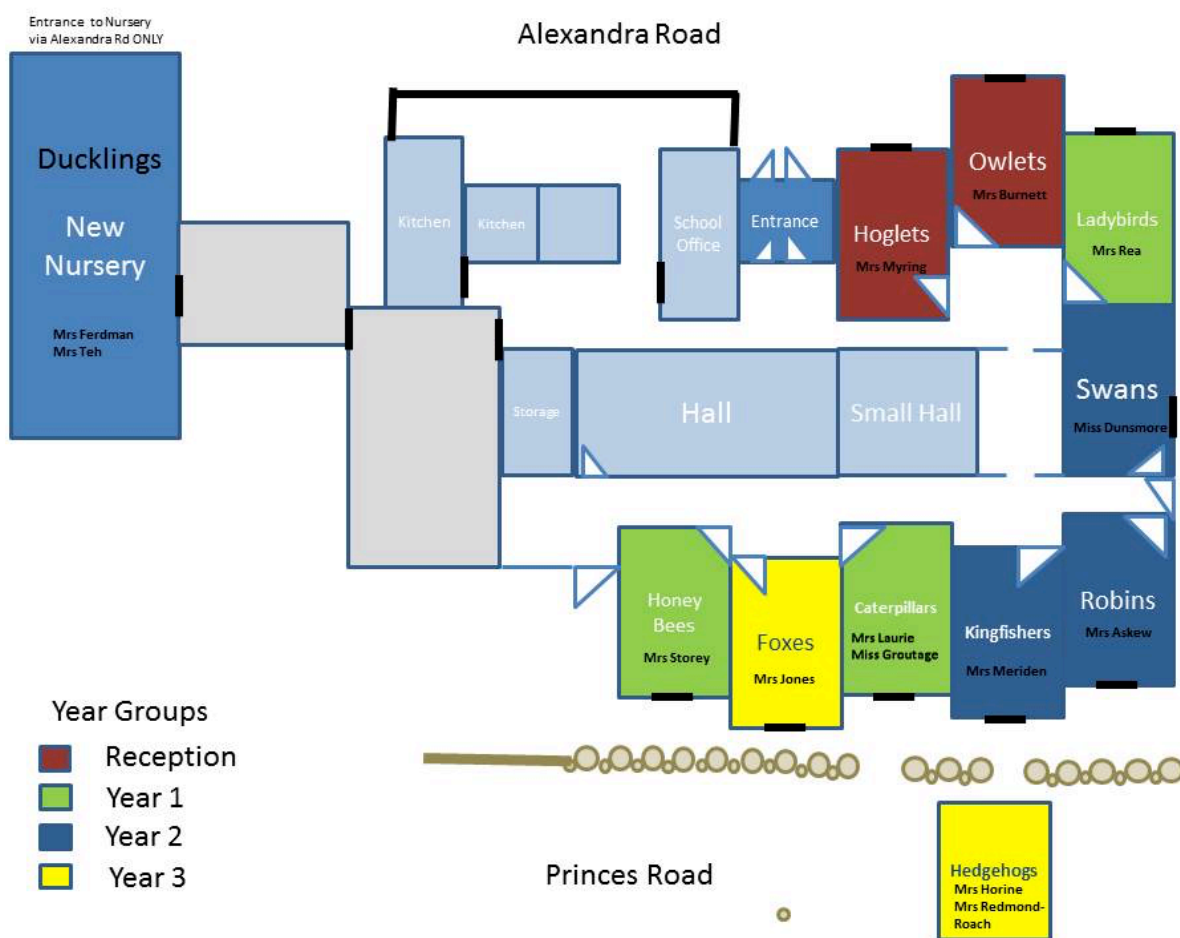 Entrance to Nursery
via Alexandra Rd ONLY
Alexandra Road
Ducklings
New
Nursery
Mrs Ferdman
Mrs Teh
Kitchen
Kitchen
School
Office
Entrance
Hoglets
Mrs Myring
Owlets
Mrs Burnett
Ladybirds
Mrs Rea
Storage
Hall
Small Hall
Swans
Miss Dunsmore
Honey
Bees
Mrs Storey
Foxes
Mrs Jones
Caterpillars
Mrs Laurie
Miss Groutage
Kingfishers
Mrs Meriden
Robins
Mrs Askew
Year Groups
Reception
Year 1
Year 2
Year 3
Princes Road
Hedgehogs
Mrs Horine
Mrs Redmond-
Roach